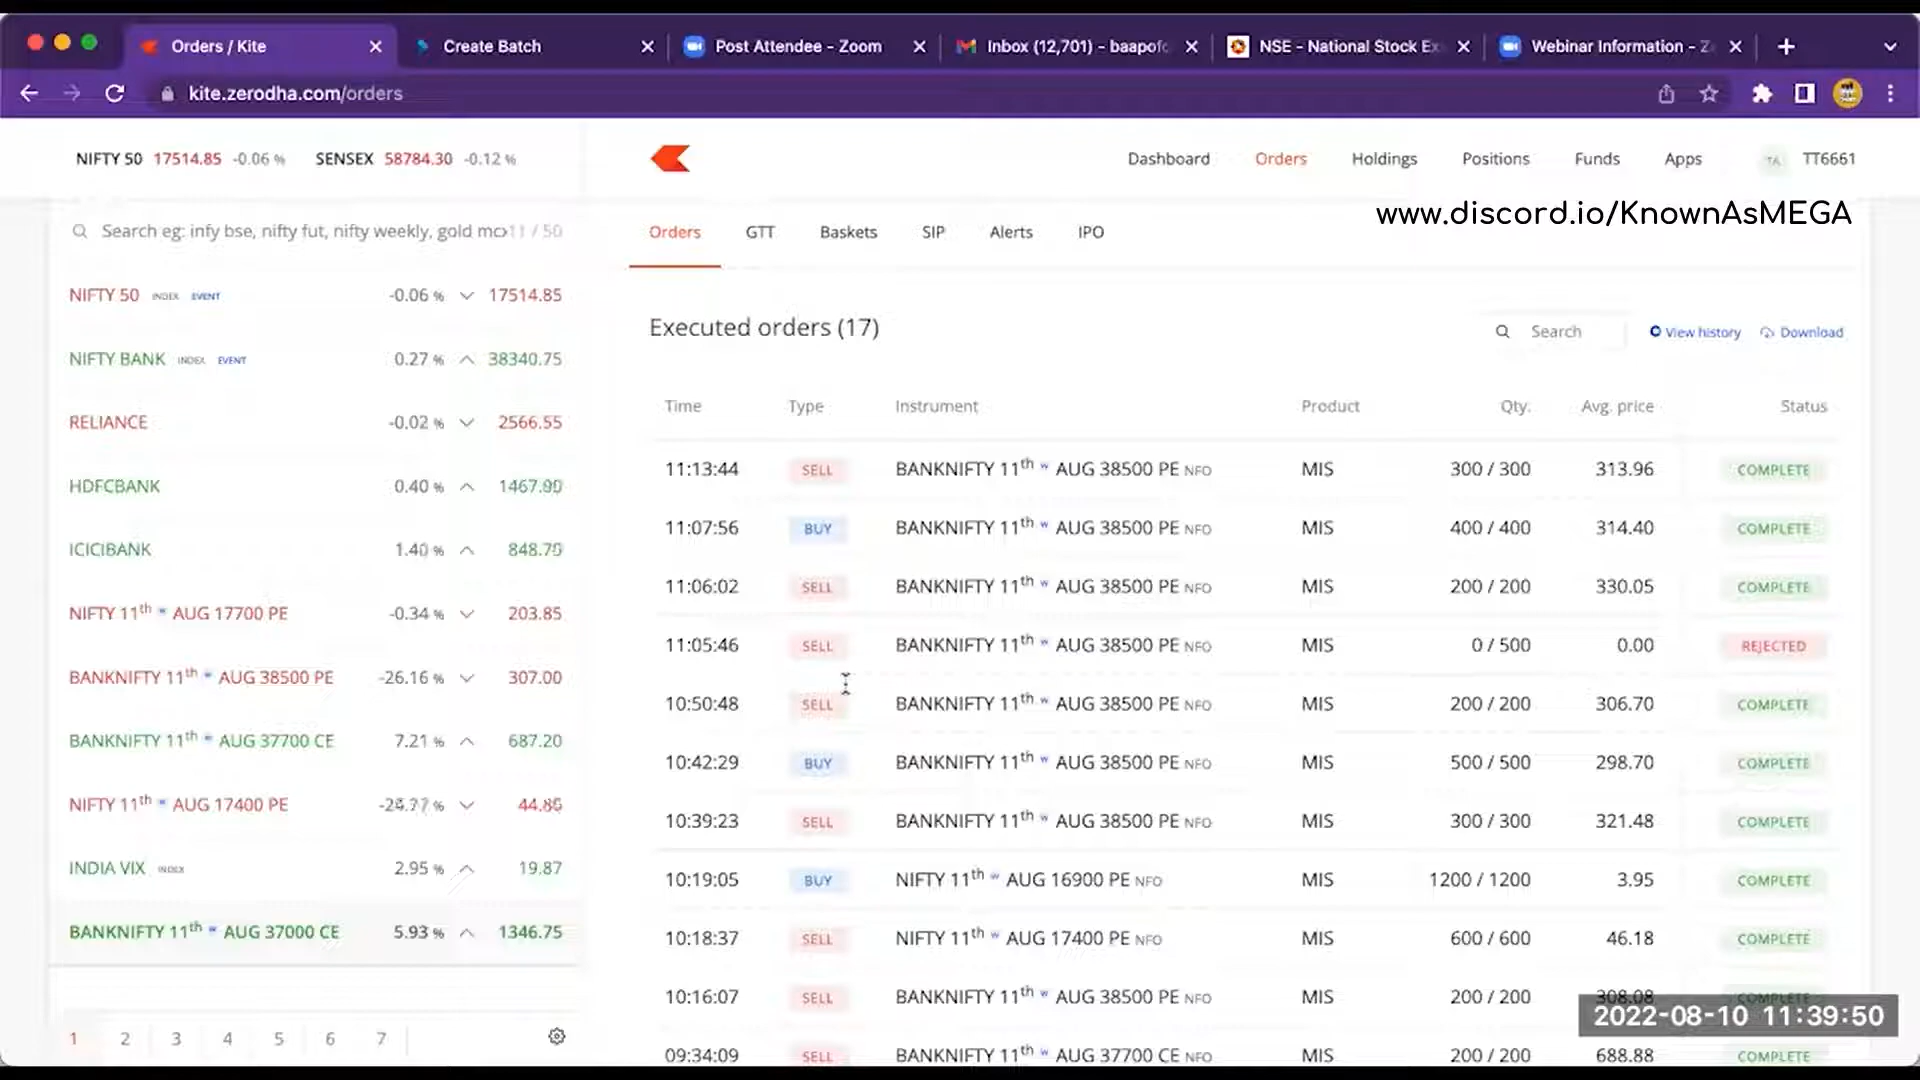 Orders / Kite
Create Batch
Post Attendee - Zoom
Inbox (12,701) - baapofc
NSE - National Stock Ex
Webinar Information - Z
kite.zerodha.com/orders
NIFTY 50 17514.85 -0.06 % SENSEX 58784.30 -0.12 %
Dashboard Orders Holdings Positions Funds Apps TA TT6661
www.discord.io/KnownAsMEGA
Search eg: infy bse, nifty fut, nifty weekly, gold mcx 11 / 50
Orders GTT Baskets SIP Alerts IPO
NIFTY 50 INDEX EVENT -0.06 % 17514.85
NIFTY BANK INDEX EVENT 0.27 % 38340.75
RELIANCE -0.02 % 2566.55
HDFCBANK 0.40 % 1467.90
ICICIBANK 1.40 % 848.75
NIFTY 11th w AUG 17700 PE -0.34 % 203.85
BANKNIFTY 11th w AUG 38500 PE -26.16 % 307.00
BANKNIFTY 11th w AUG 37700 CE 7.21 % 687.20
NIFTY 11th w AUG 17400 PE 44.85
INDIA VIX INDEX 2.95 % 19.87
BANKNIFTY 11th w AUG 37000 CE 5.93 % 1346.75
1 2 3 4 5 6 7
Executed orders (17)
Search View history Download
Time Type Instrument Product Qty. Avg. price Status
11:13:44 SELL BANKNIFTY 11th w AUG 38500 PE NFO MIS 300 / 300 313.96 COMPLETE
11:07:56 BUY BANKNIFTY 11th w AUG 38500 PE NFO MIS 400 / 400 314.40 COMPLETE
11:06:02 SELL BANKNIFTY 11th w AUG 38500 PE NFO MIS 200 / 200 330.05 COMPLETE
11:05:46 SELL BANKNIFTY 11th w AUG 38500 PE NFO MIS 0 / 500 0.00 REJECTED
10:50:48 SELL BANKNIFTY 11th w AUG 38500 PE NFO MIS 200 / 200 306.70 COMPLETE
10:42:29 BUY BANKNIFTY 11th w AUG 38500 PE NFO MIS 500 / 500 298.70 COMPLETE
10:39:23 SELL BANKNIFTY 11th w AUG 38500 PE NFO MIS 300 / 300 321.48 COMPLETE
10:19:05 BUY NIFTY 11th w AUG 16900 PE NFO MIS 1200 / 1200 3.95 COMPLETE
10:18:37 SELL NIFTY 11th w AUG 17400 PE NFO MIS 600 / 600 46.18 COMPLETE
10:16:07 SELL BANKNIFTY 11th w AUG 38500 PE NFO MIS 200 / 200 308.08 COMPLETE
2022-08-10 11:39:50
09:34:09 SELL BANKNIFTY 11th w AUG 37700 CE NFO MIS 200 / 200 688.88 COMPLETE